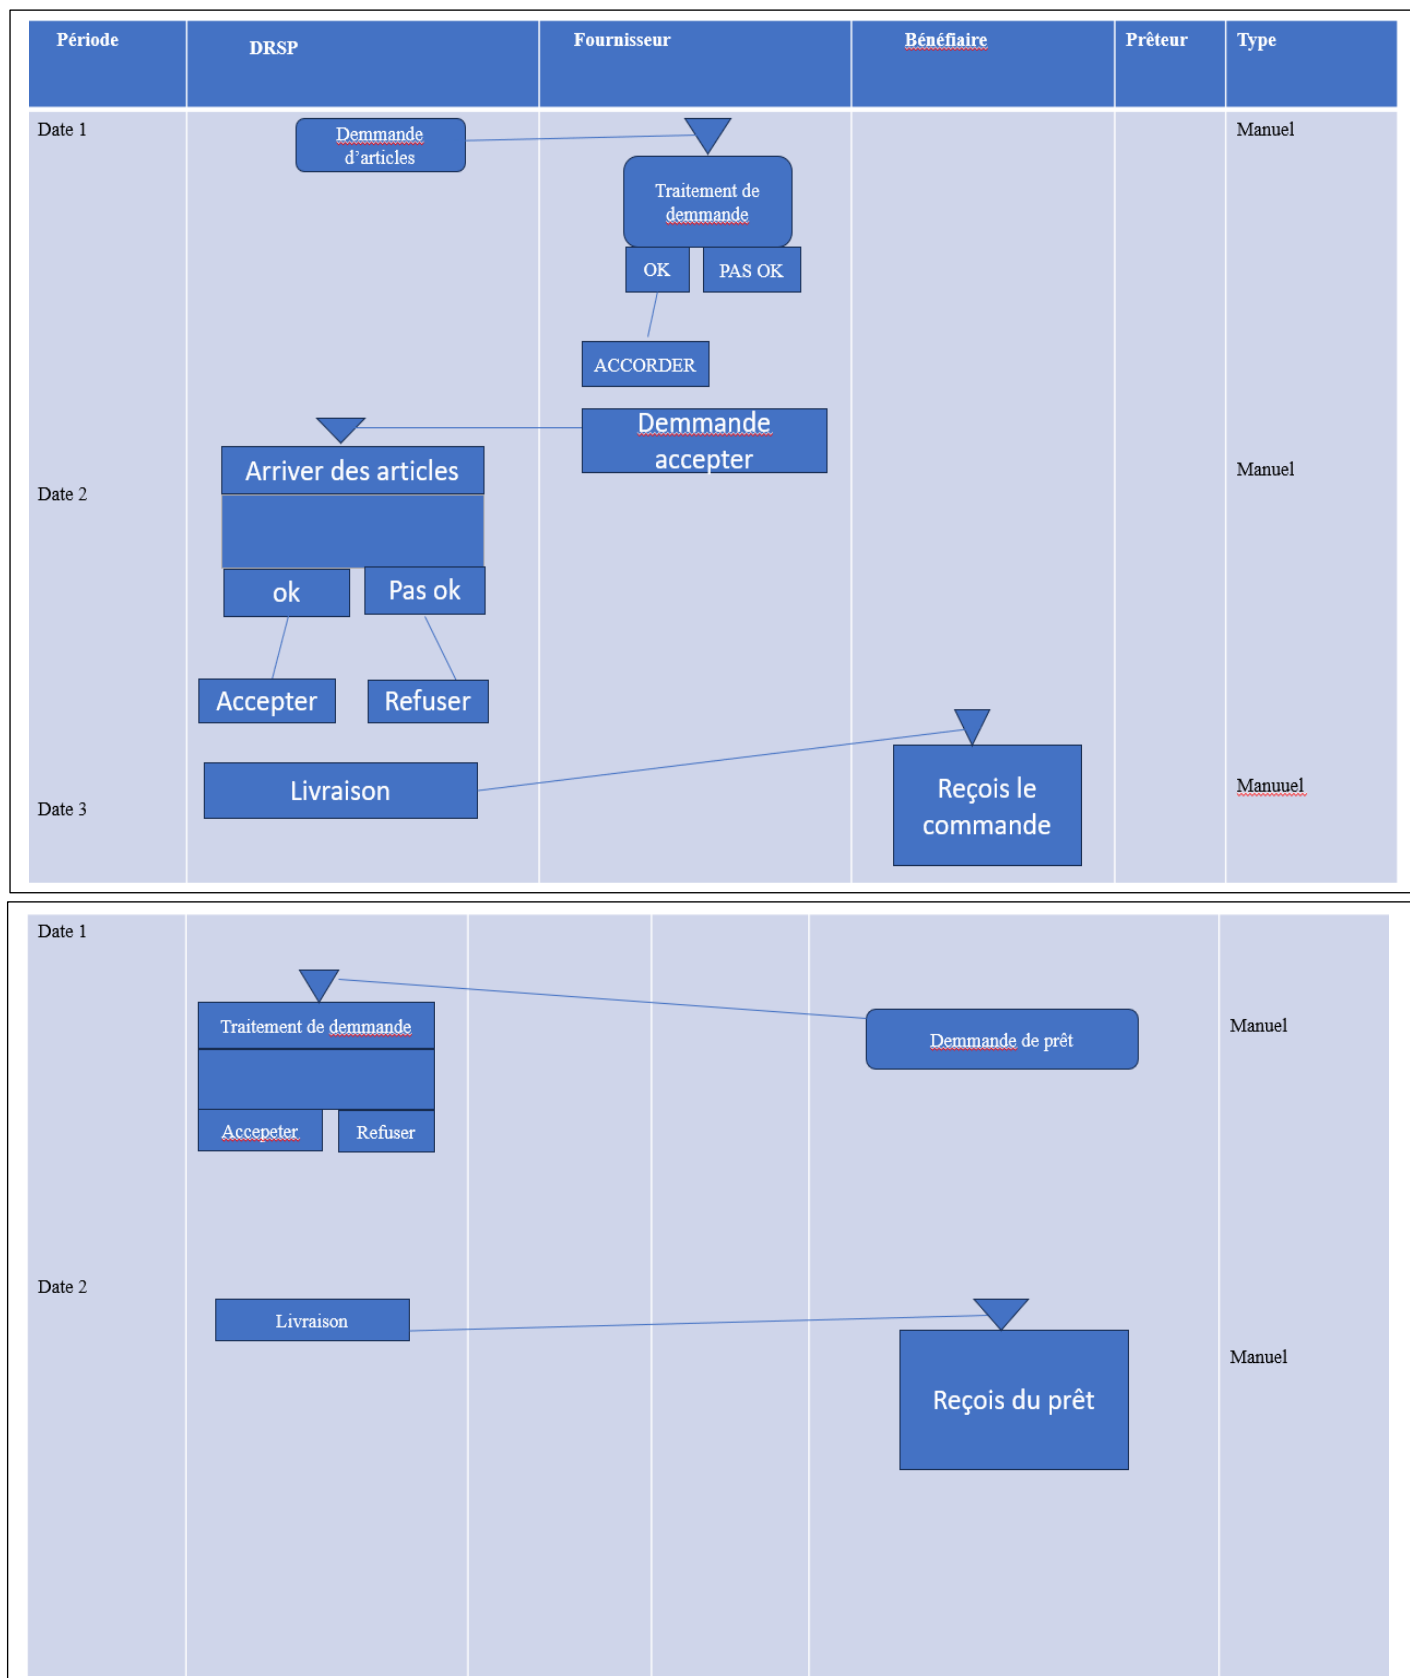 Période
DRSP
Fournisseur
Bénéfiaire
Prêteur
Type
Date 1
Demmande
d’articles
Manuel
Traitement de
demmande
OK
PAS OK
ACCORDER
Demmande
accepter
Arriver des articles
Manuel
Date 2
ok
Pas ok
Accepter
Refuser
Livraison
Reçois le
commande
Manuuel
Date 3
Date 1
Traitement de demmande
Demmande de prêt
Manuel
Accepeter
Refuser
Date 2
Livraison
Manuel
Reçois du prêt